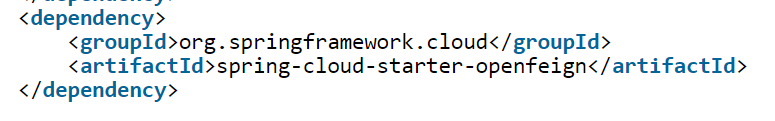 <dependency>
<groupId>org.springframework.cloud</groupId>
<artifactId>spring-cloud-starter-openfeign</artifactId>
</dependency>